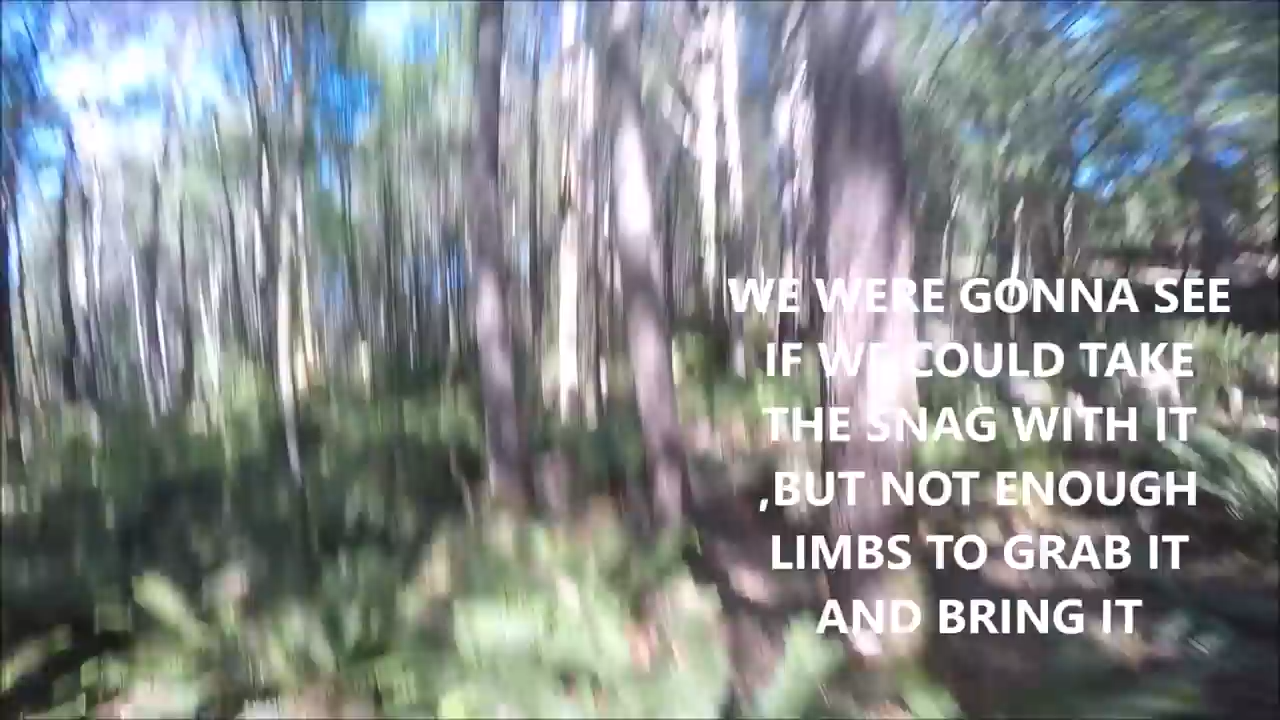 WE WERE GONNA SEE
IF WE COULD TAKE
THE SNAG WITH IT
,BUT NOT ENOUGH
LIMBS TO GRAB IT
AND BRING IT